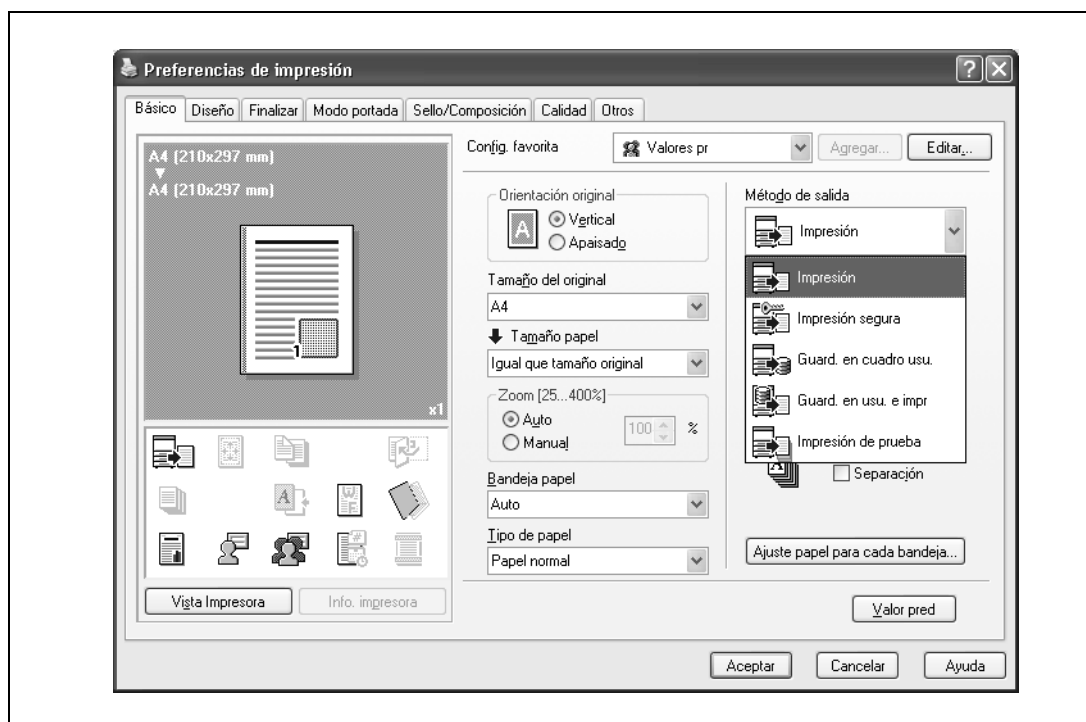 Preferencias de impresión
Básico Diseño Finalizar Modo portada Sello/Composición Calidad Otros
A4 (210x297 mm)
A4 (210x297 mm)
1
x1
Vista Impresora Info. impresora
Config. favorita Valores pr Agregar... Editar...
Orientación original
A Vertical
Apaisado
Tamaño del original
A4
Tamaño papel
Igual que tamaño original
Zoom [25...400%]
Auto
Manual
100 %
Bandeja papel
Auto
Tipo de papel
Papel normal
Método de salida
Impresión
Impresión
Impresión segura
Guard. en cuadro usu.
Guard. en usu. e impr
Impresión de prueba
Separación
Ajuste papel para cada bandeja...
Valor pred
Aceptar Cancelar Ayuda